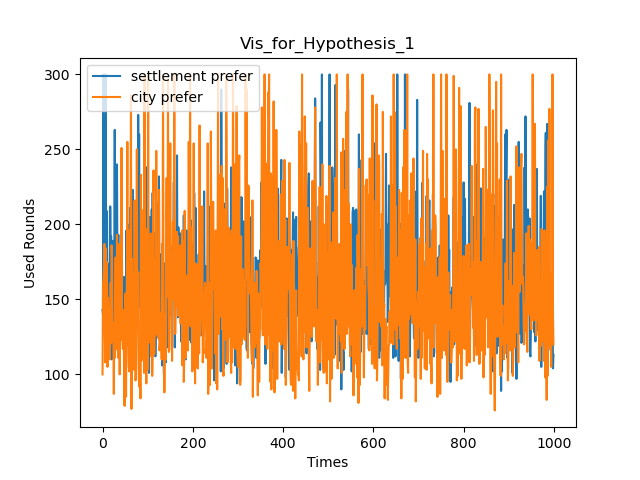 Vis_for_Hypothesis_1
settlement prefer
city prefer
Used Rounds
300
250
200
150
100
0
200
400
600
800
1000
Times